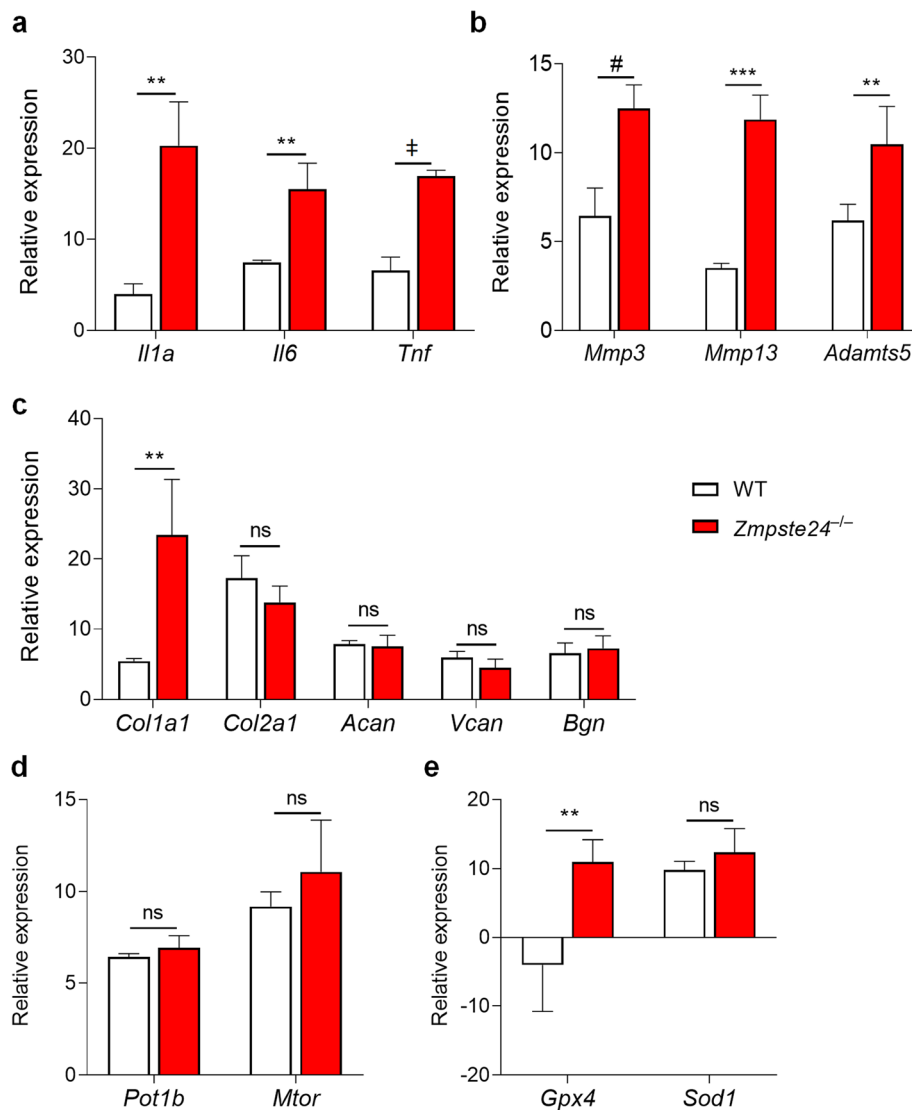 a
Relative expression
30
20
10
0
**
**
‡
Il1a
Il6
Tnf
b
Relative expression
15
10
5
0
#
***
**
Mmp3
Mmp13
Adamts5
c
Relative expression
40
30
20
10
0
**
ns
ns
ns
ns
Col1a1
Col2a1
Acan
Vcan
Bgn
WT
Zmpste24–/–
d
Relative expression
15
10
5
0
ns
ns
Pot1b
Mtor
e
Relative expression
20
10
0
-10
-20
**
ns
Gpx4
Sod1